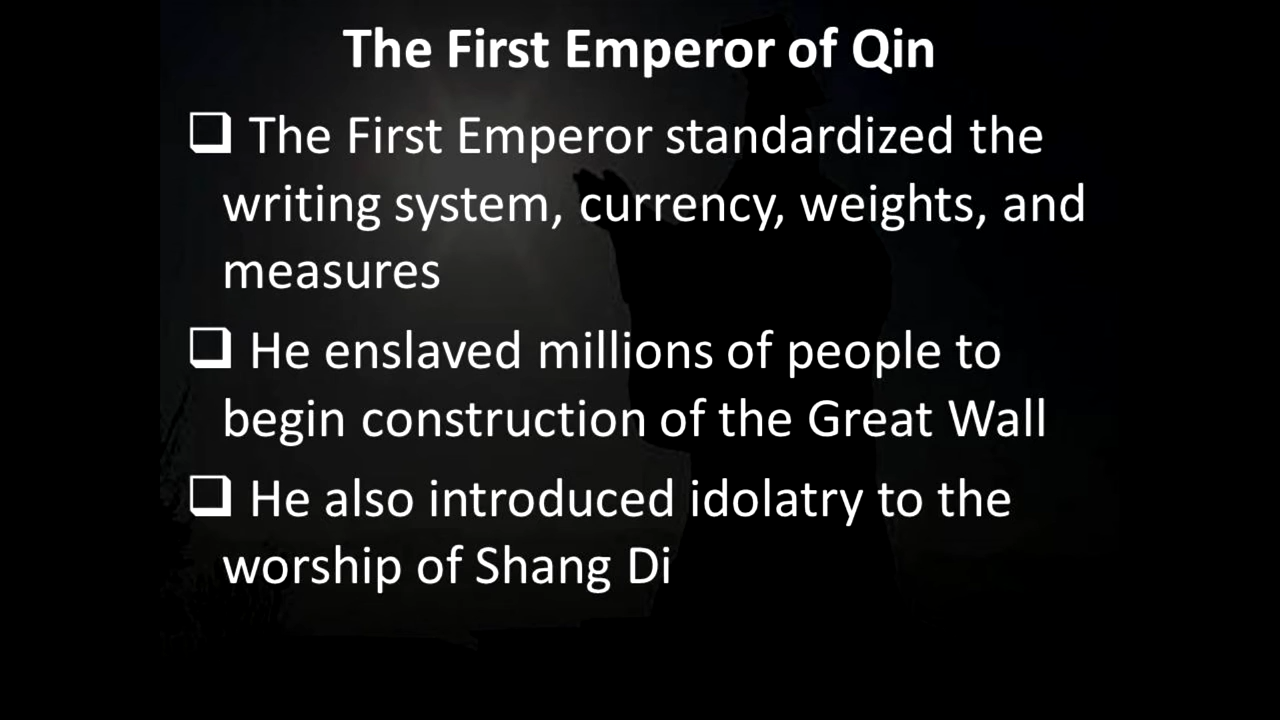 The First Emperor of Qin
❑ The First Emperor standardized the
writing system, currency, weights, and
measures
❑ He enslaved millions of people to
begin construction of the Great Wall
❑ He also introduced idolatry to the
worship of Shang Di